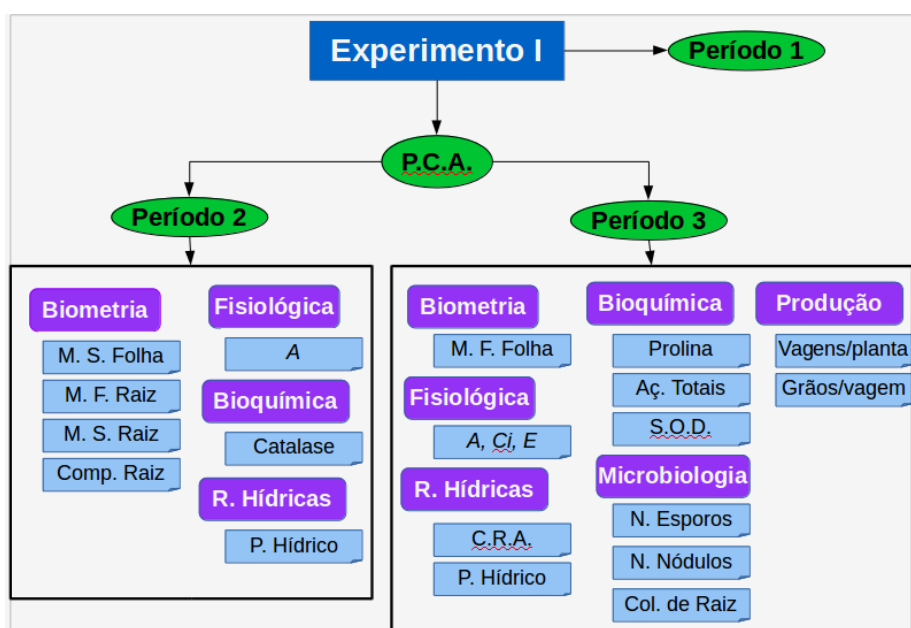 Experimento I
Período 1
P.C.A.
Período 2
Período 3
Biometria
M. S. Folha
M. F. Raiz
M. S. Raiz
Comp. Raiz
Fisiológica
A
Bioquímica
Catalase
R. Hídricas
P. Hídrico
Biometria
M. F. Folha
Fisiológica
A, Ci, E
R. Hídricas
C.R.A.
P. Hídrico
Bioquímica
Prolina
Aç. Totais
S.O.D.
Microbiologia
N. Esporos
N. Nódulos
Col. de Raiz
Produção
Vagens/planta
Grãos/vagem